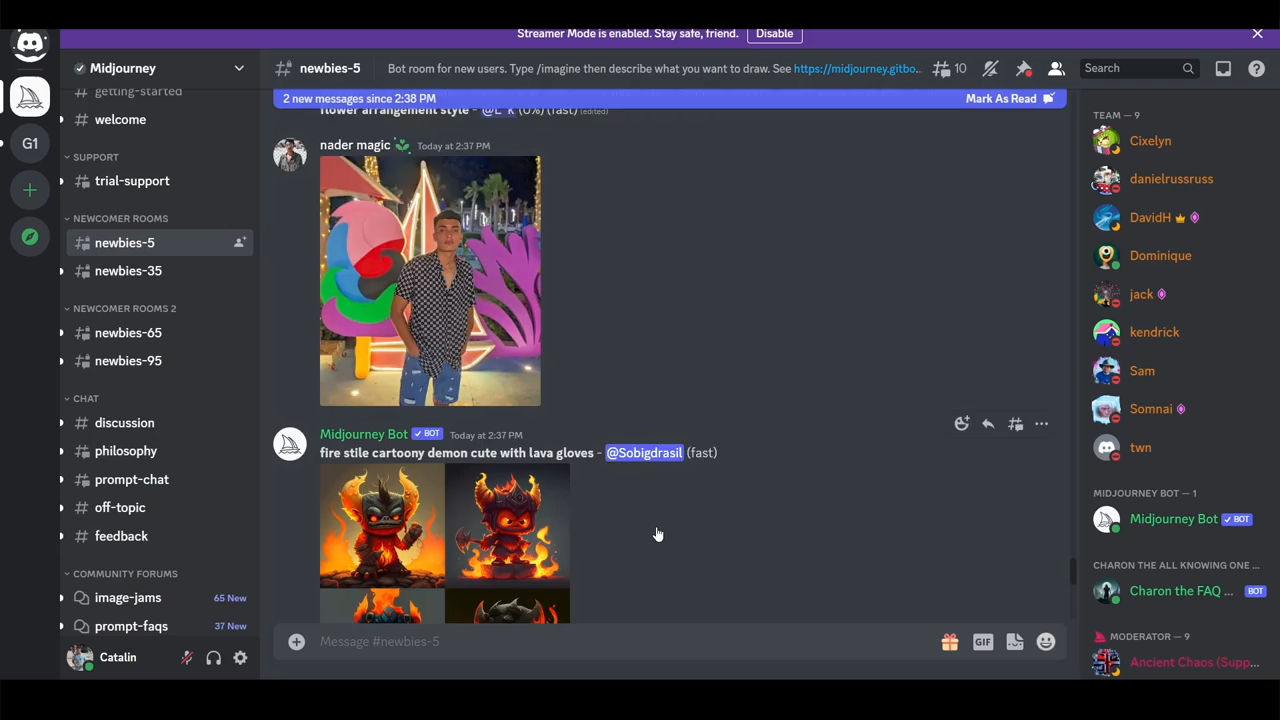 Streamer Mode is enabled. Stay safe, friend. Disable
Midjourney
newbies-5 Bot room for new users. Type /imagine then describe what you want to draw. See https://midjourney.gitbo... 10 Search
getting-started
welcome
SUPPORT
trial-support
NEWCOMER ROOMS
newbies-5
newbies-35
NEWCOMER ROOMS 2
newbies-65
newbies-95
CHAT
discussion
philosophy
prompt-chat
off-topic
feedback
COMMUNITY FORUMS
image-jams 65 New
prompt-faqs 37 New
Catalin
G1
2 new messages since 2:38 PM Mark As Read
flower arrangement style - @L_K (0%) (fast) (edited)
nader magic Today at 2:37 PM
Midjourney Bot BOT Today at 2:37 PM
fire stile cartoony demon cute with lava gloves - @Sobigdrasil (fast)
Message #newbies-5
GIF
TEAM — 9
Cixelyn
danielrussruss
DavidH
Dominique
jack
kendrick
Sam
Somnai
twn
MIDJOURNEY BOT — 1
Midjourney Bot BOT
CHARON THE ALL KNOWING ONE ...
Charon the FAQ ... BOT
MODERATOR — 9
Ancient Chaos (Supp...